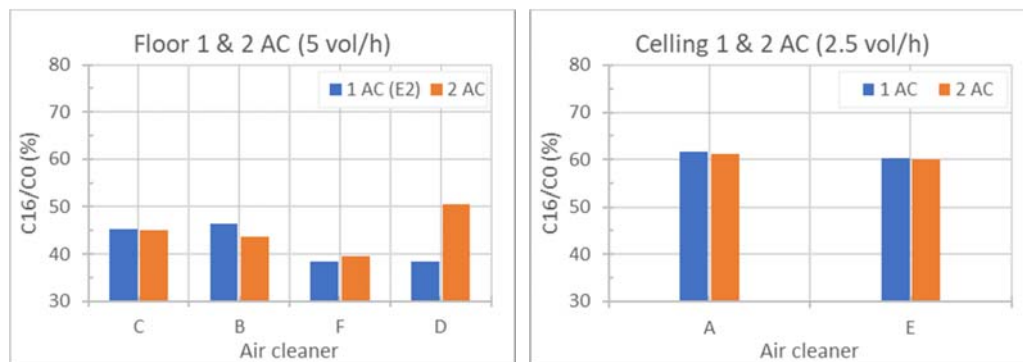 Floor 1 & 2 AC (5 vol/h)
80
70
60
50
40
30
C16/C0 (%)
1 AC (E2) 2 AC
C B F D
Air cleaner
Celling 1 & 2 AC (2.5 vol/h)
80
70
60
50
40
30
C16/C0 (%)
1 AC 2 AC
A E
Air cleaner